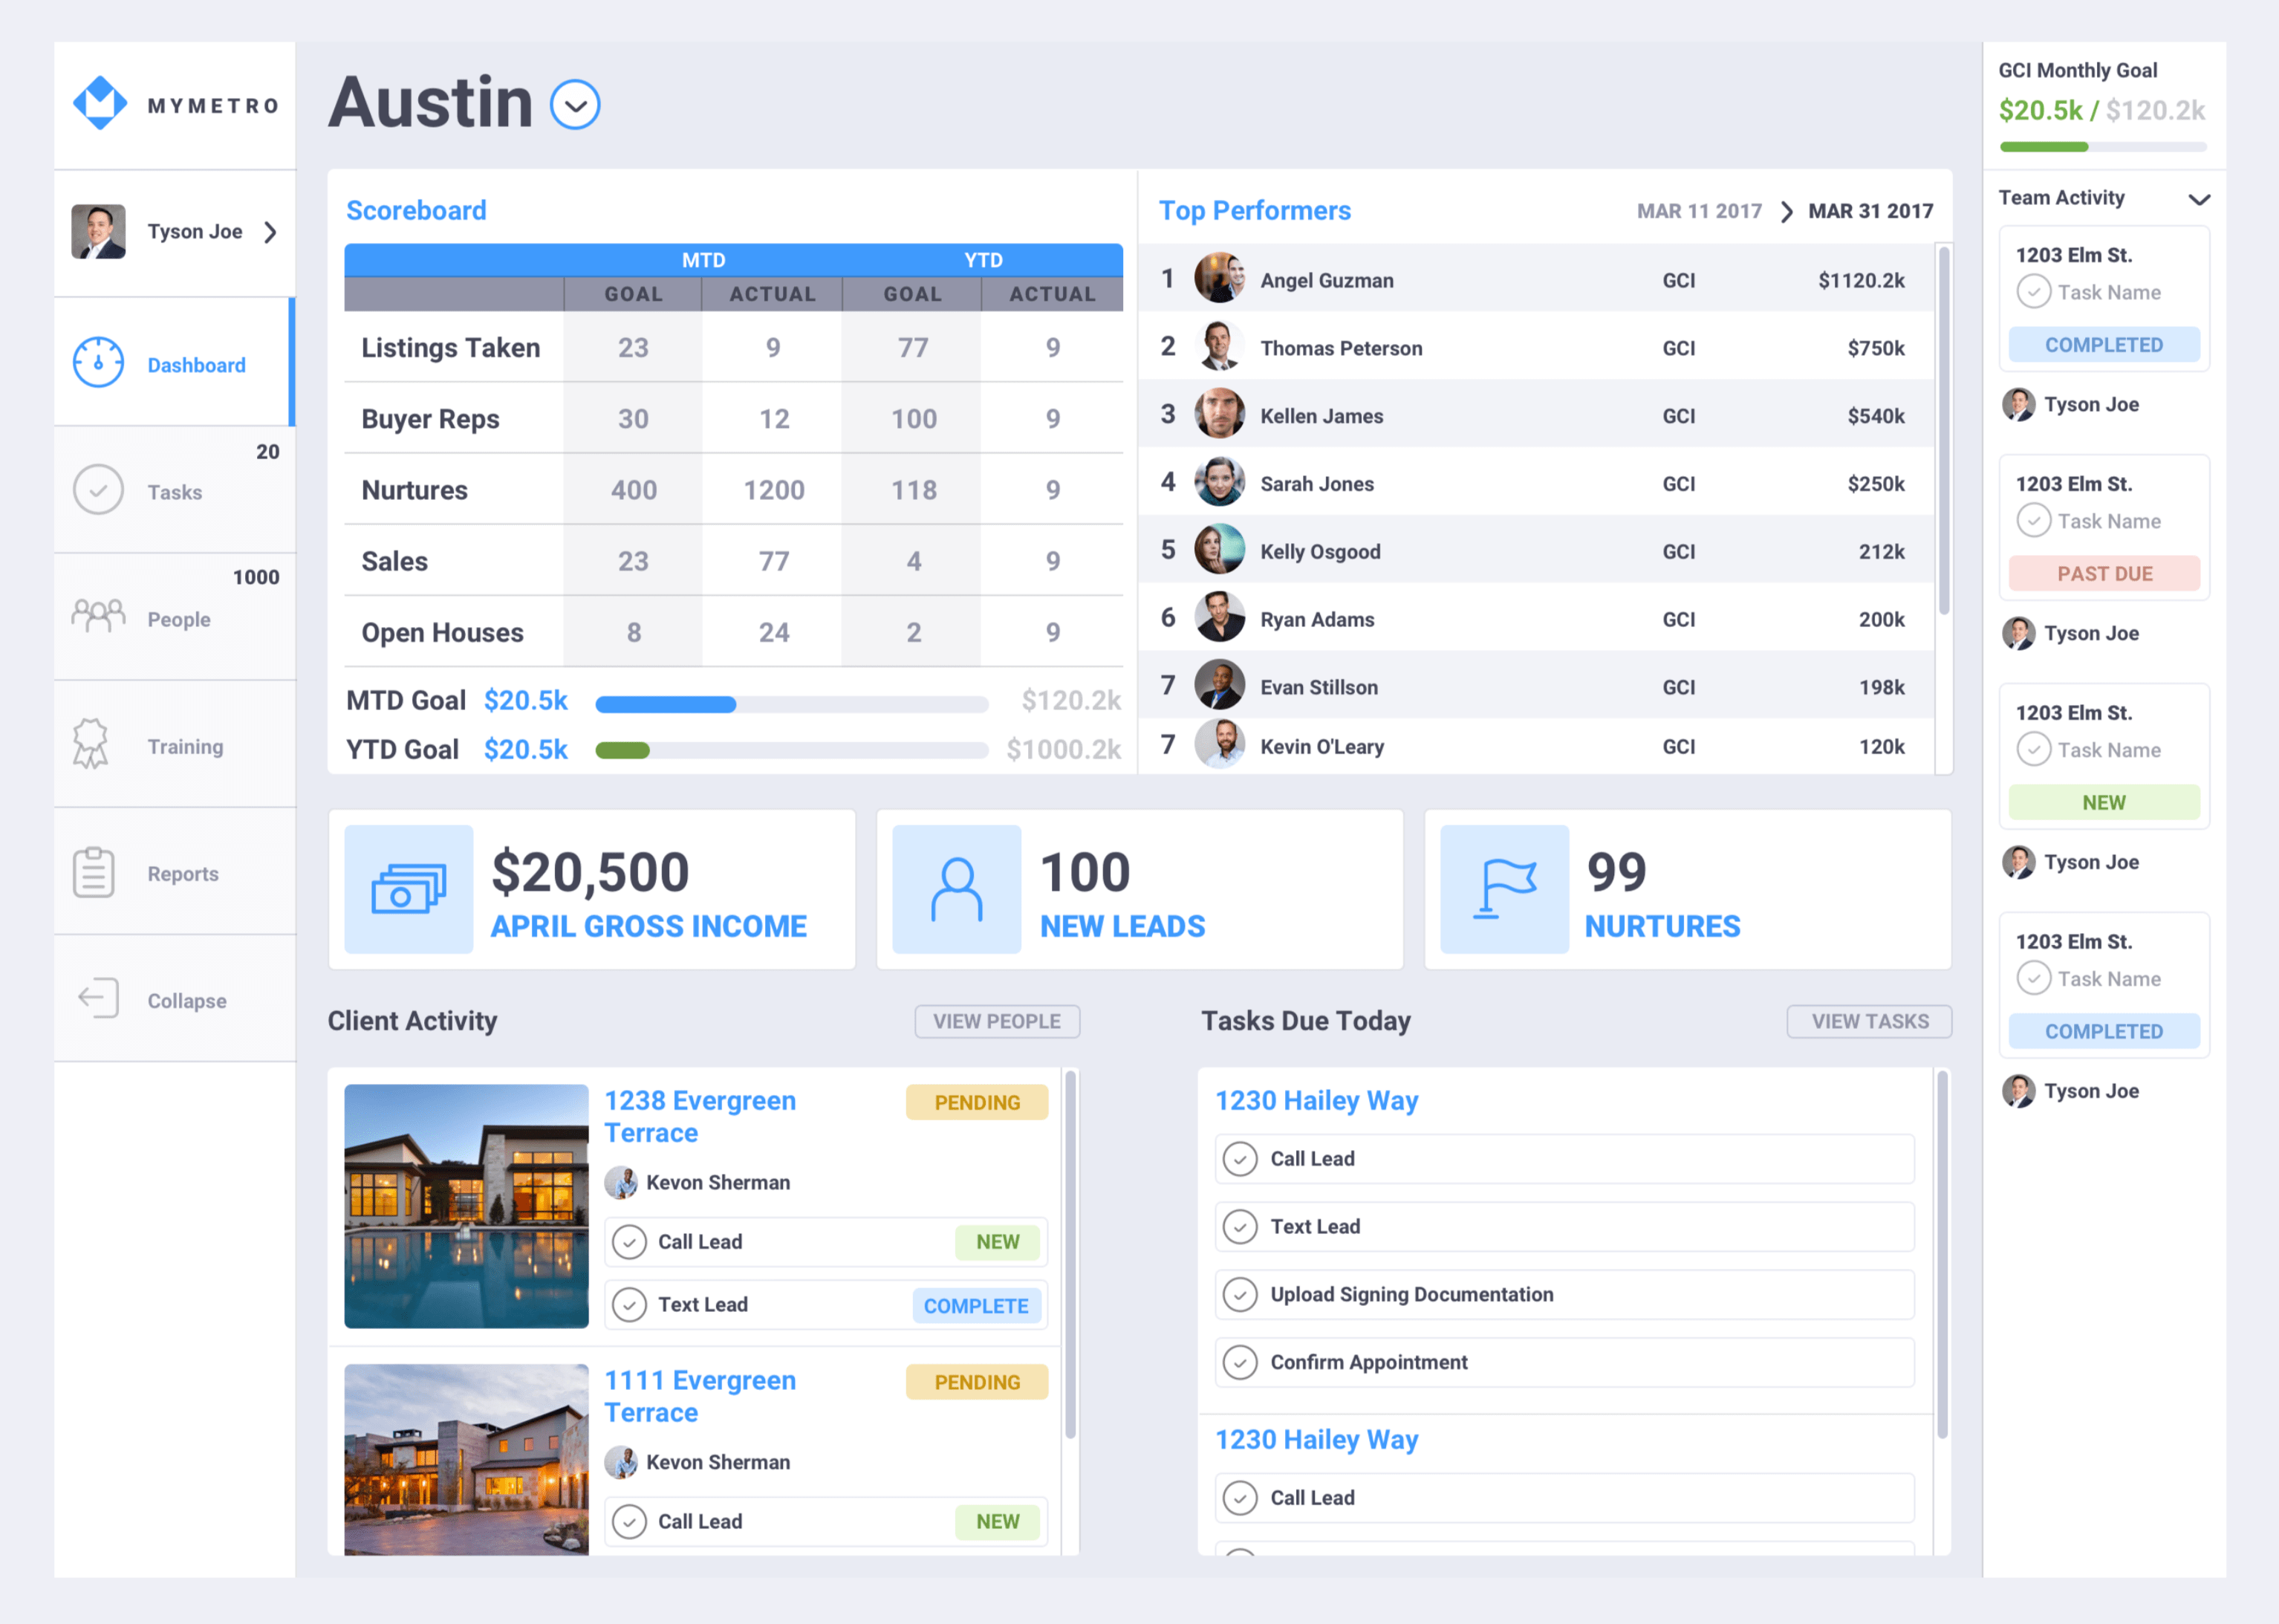 MYMETRO
Tyson Joe
Dashboard
20
Tasks
1000
People
Training
Reports
Collapse
Austin
Scoreboard
MTD YTD
GOAL ACTUAL GOAL ACTUAL
Listings Taken 23 9 77 9
Buyer Reps 30 12 100 9
Nurtures 400 1200 118 9
Sales 23 77 4 9
Open Houses 8 24 2 9
MTD Goal $20.5k $120.2k
YTD Goal $20.5k $1000.2k
Top Performers MAR 11 2017 MAR 31 2017
1 Angel Guzman GCI $1120.2k
2 Thomas Peterson GCI $750k
3 Kellen James GCI $540k
4 Sarah Jones GCI $250k
5 Kelly Osgood GCI 212k
6 Ryan Adams GCI 200k
7 Evan Stillson GCI 198k
7 Kevin O'Leary GCI 120k
$20,500
APRIL GROSS INCOME
100
NEW LEADS
99
NURTURES
Client Activity VIEW PEOPLE
1238 Evergreen
Terrace
PENDING
Kevon Sherman
Call Lead NEW
Text Lead COMPLETE
1111 Evergreen
Terrace
PENDING
Kevon Sherman
Call Lead NEW
Tasks Due Today VIEW TASKS
1230 Hailey Way
Call Lead
Text Lead
Upload Signing Documentation
Confirm Appointment
1230 Hailey Way
Call Lead
GCI Monthly Goal
$20.5k / $120.2k
Team Activity
1203 Elm St.
Task Name
COMPLETED
Tyson Joe
1203 Elm St.
Task Name
PAST DUE
Tyson Joe
1203 Elm St.
Task Name
NEW
Tyson Joe
1203 Elm St.
Task Name
COMPLETED
Tyson Joe